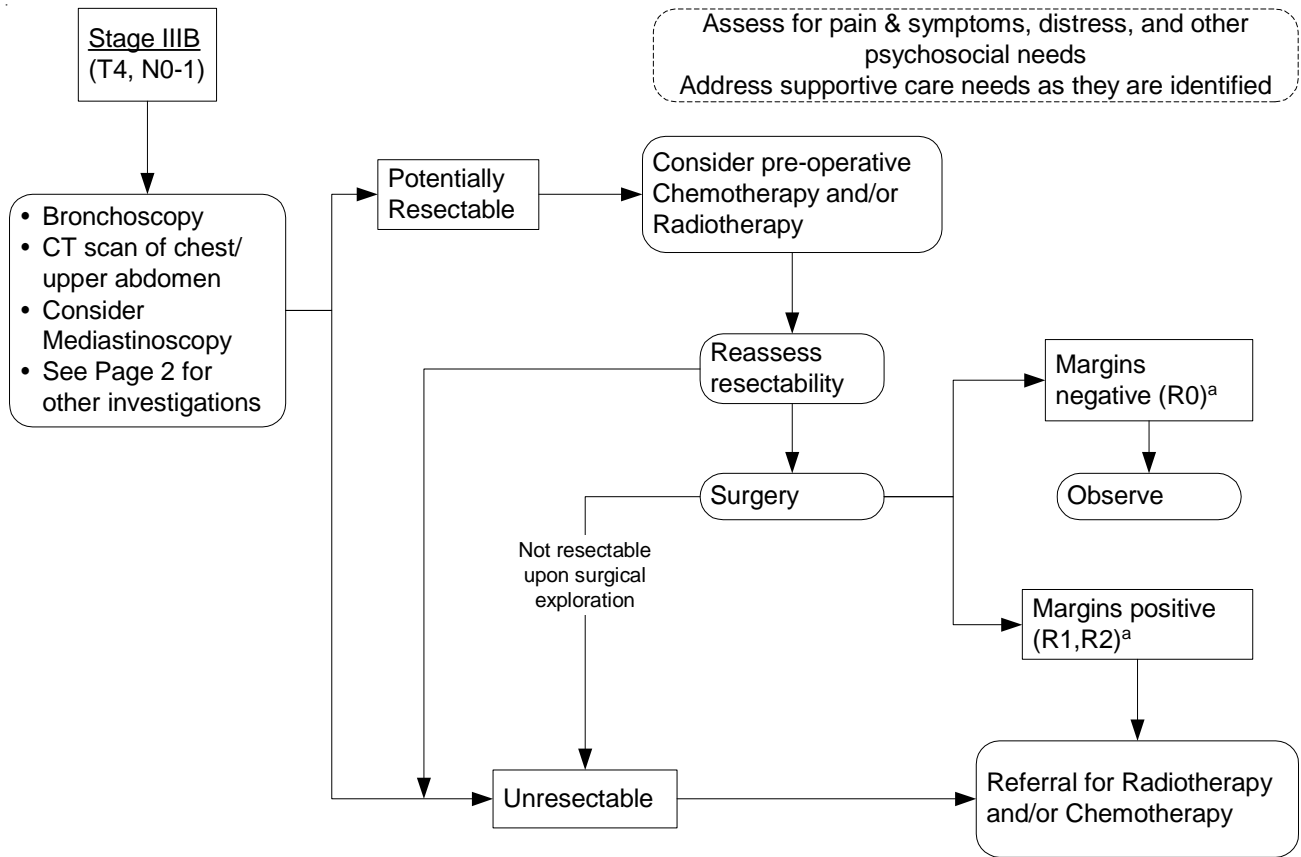 Stage IIIB
(T4, N0-1)
Assess for pain & symptoms, distress, and other
psychosocial needs
Address supportive care needs as they are identified
• Bronchoscopy
• CT scan of chest/
upper abdomen
• Consider
Mediastinoscopy
• See Page 2 for
other investigations
Potentially
Resectable
Consider pre-operative
Chemotherapy and/or
Radiotherapy
Reassess
resectability
Surgery
Margins
negative (R0)ᵃ
Observe
Not resectable
upon surgical
exploration
Margins positive
(R1,R2)ᵃ
Unresectable
Referral for Radiotherapy
and/or Chemotherapy